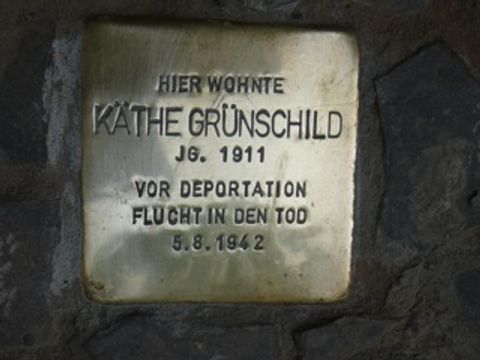 HIER WOHNTE
KÄTHE GRÜNSCHILD
JG. 1911
VOR DEPORTATION
FLUCHT IN DEN TOD
5.8.1942